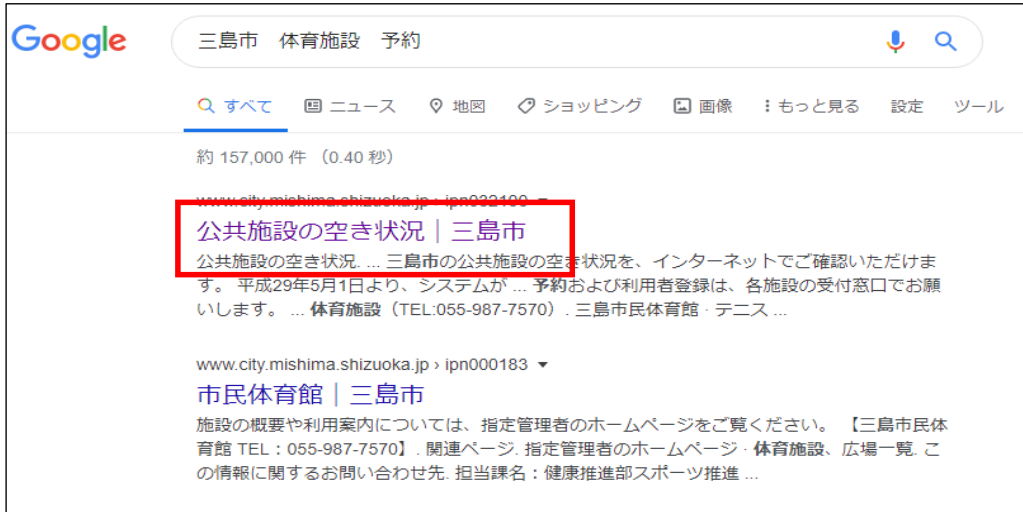 Google
三島市　体育施設　予約
すべて ニュース 地図 ショッピング 画像 もっと見る 設定 ツール
約 157,000 件 （0.40 秒）
www.city.mishima.shizuoka.jp › ipn032100
公共施設の空き状況｜三島市
公共施設の空き状況. ... 三島市の公共施設の空き状況を、インターネットでご確認いただけま
す。 平成29年5月1日より、システムが ... 予約および利用者登録は、各施設の受付窓口でお願
いします。 ... 体育施設（TEL:055-987-7570）. 三島市民体育館 · テニス ...
www.city.mishima.shizuoka.jp › ipn000183
市民体育館｜三島市
施設の概要や利用案内については、指定管理者のホームページをご覧ください。 【三島市民体
育館 TEL：055-987-7570】. 関連ページ. 指定管理者のホームページ · 体育施設、広場一覧. こ
の情報に関するお問い合わせ先. 担当課名：健康推進部スポーツ推進 ...